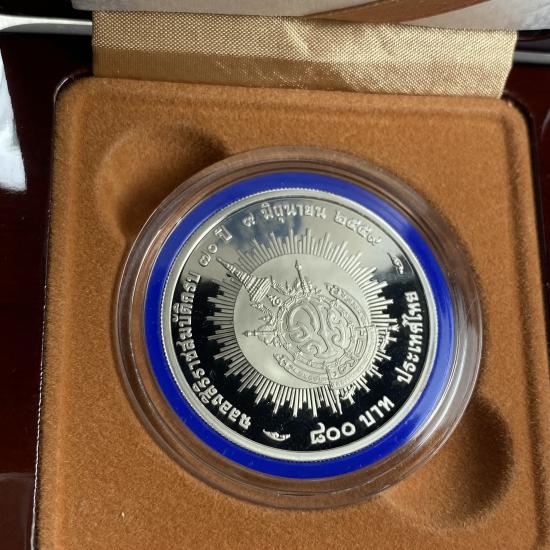 ฉลองสิริราชสมบัติครบ ๗๐ ปี ๙ มิถุนายน ๒๕๕๙
๘๐๐ บาท ประเทศไทย